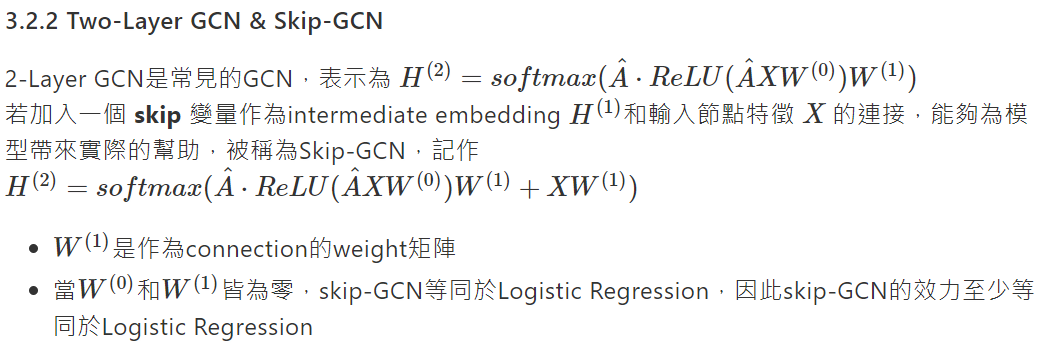 3.2.2 Two-Layer GCN & Skip-GCN
2-Layer GCN是常見的GCN，表示為 $H^{(2)} = softmax(\hat{A} \cdot ReLU(\hat{A}XW^{(0)})W^{(1)})$
若加入一個 skip 變量作為intermediate embedding $H^{(1)}$和輸入節點特徵 $X$ 的連接，能夠為模
型帶來實際的幫助，被稱為Skip-GCN，記作
$H^{(2)} = softmax(\hat{A} \cdot ReLU(\hat{A}XW^{(0)})W^{(1)} + XW^{(1)})$
• $W^{(1)}$是作為connection的weight矩陣
• 當$W^{(0)}$和$W^{(1)}$皆為零，skip-GCN等同於Logistic Regression，因此skip-GCN的效力至少等
同於Logistic Regression